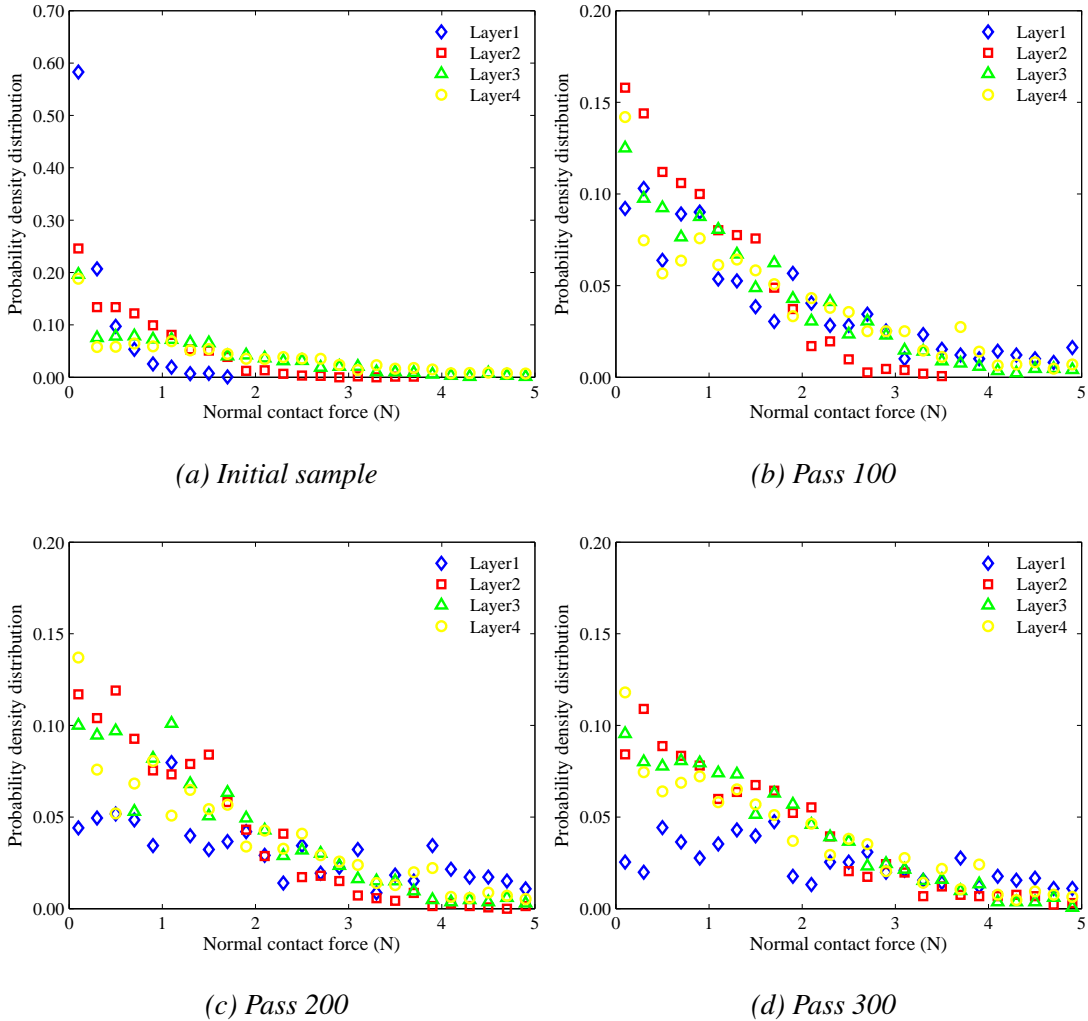 0.70
0.60
0.50
0.40
0.30
0.20
0.10
0.00
Probability density distribution
0 1 2 3 4 5
Normal contact force (N)
Layer1
Layer2
Layer3
Layer4
(a) Initial sample
0.20
0.15
0.10
0.05
0.00
Probability density distribution
0 1 2 3 4 5
Normal contact force (N)
Layer1
Layer2
Layer3
Layer4
(b) Pass 100
0.20
0.15
0.10
0.05
0.00
Probability density distribution
0 1 2 3 4 5
Normal contact force (N)
Layer1
Layer2
Layer3
Layer4
(c) Pass 200
0.20
0.15
0.10
0.05
0.00
Probability density distribution
0 1 2 3 4 5
Normal contact force (N)
Layer1
Layer2
Layer3
Layer4
(d) Pass 300